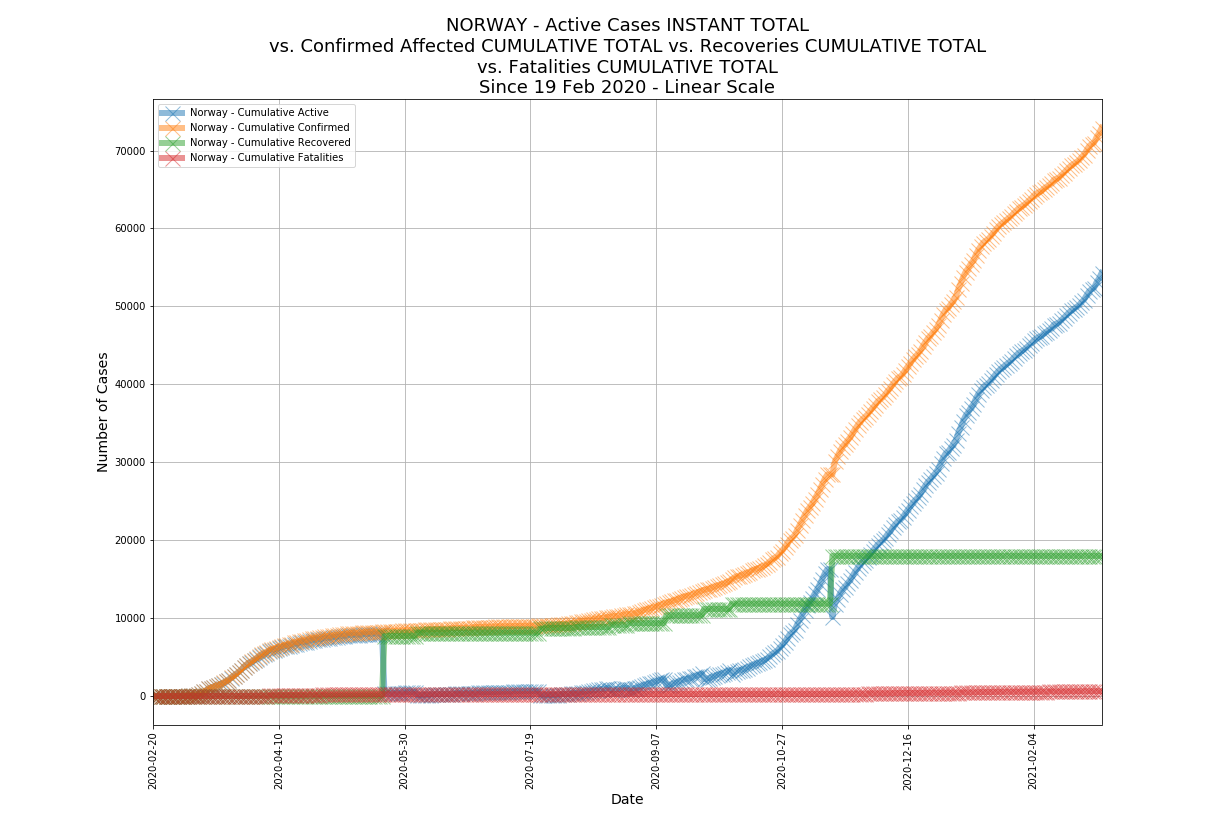 NORWAY - Active Cases INSTANT TOTAL
vs. Confirmed Affected CUMULATIVE TOTAL vs. Recoveries CUMULATIVE TOTAL
vs. Fatalities CUMULATIVE TOTAL
Since 19 Feb 2020 - Linear Scale
Norway - Cumulative Active
Norway - Cumulative Confirmed
Norway - Cumulative Recovered
Norway - Cumulative Fatalities
Number of Cases
70000
60000
50000
40000
30000
20000
10000
0
2020-02-20
2020-04-10
2020-05-30
2020-07-19
2020-09-07
2020-10-27
2020-12-16
2021-02-04
Date